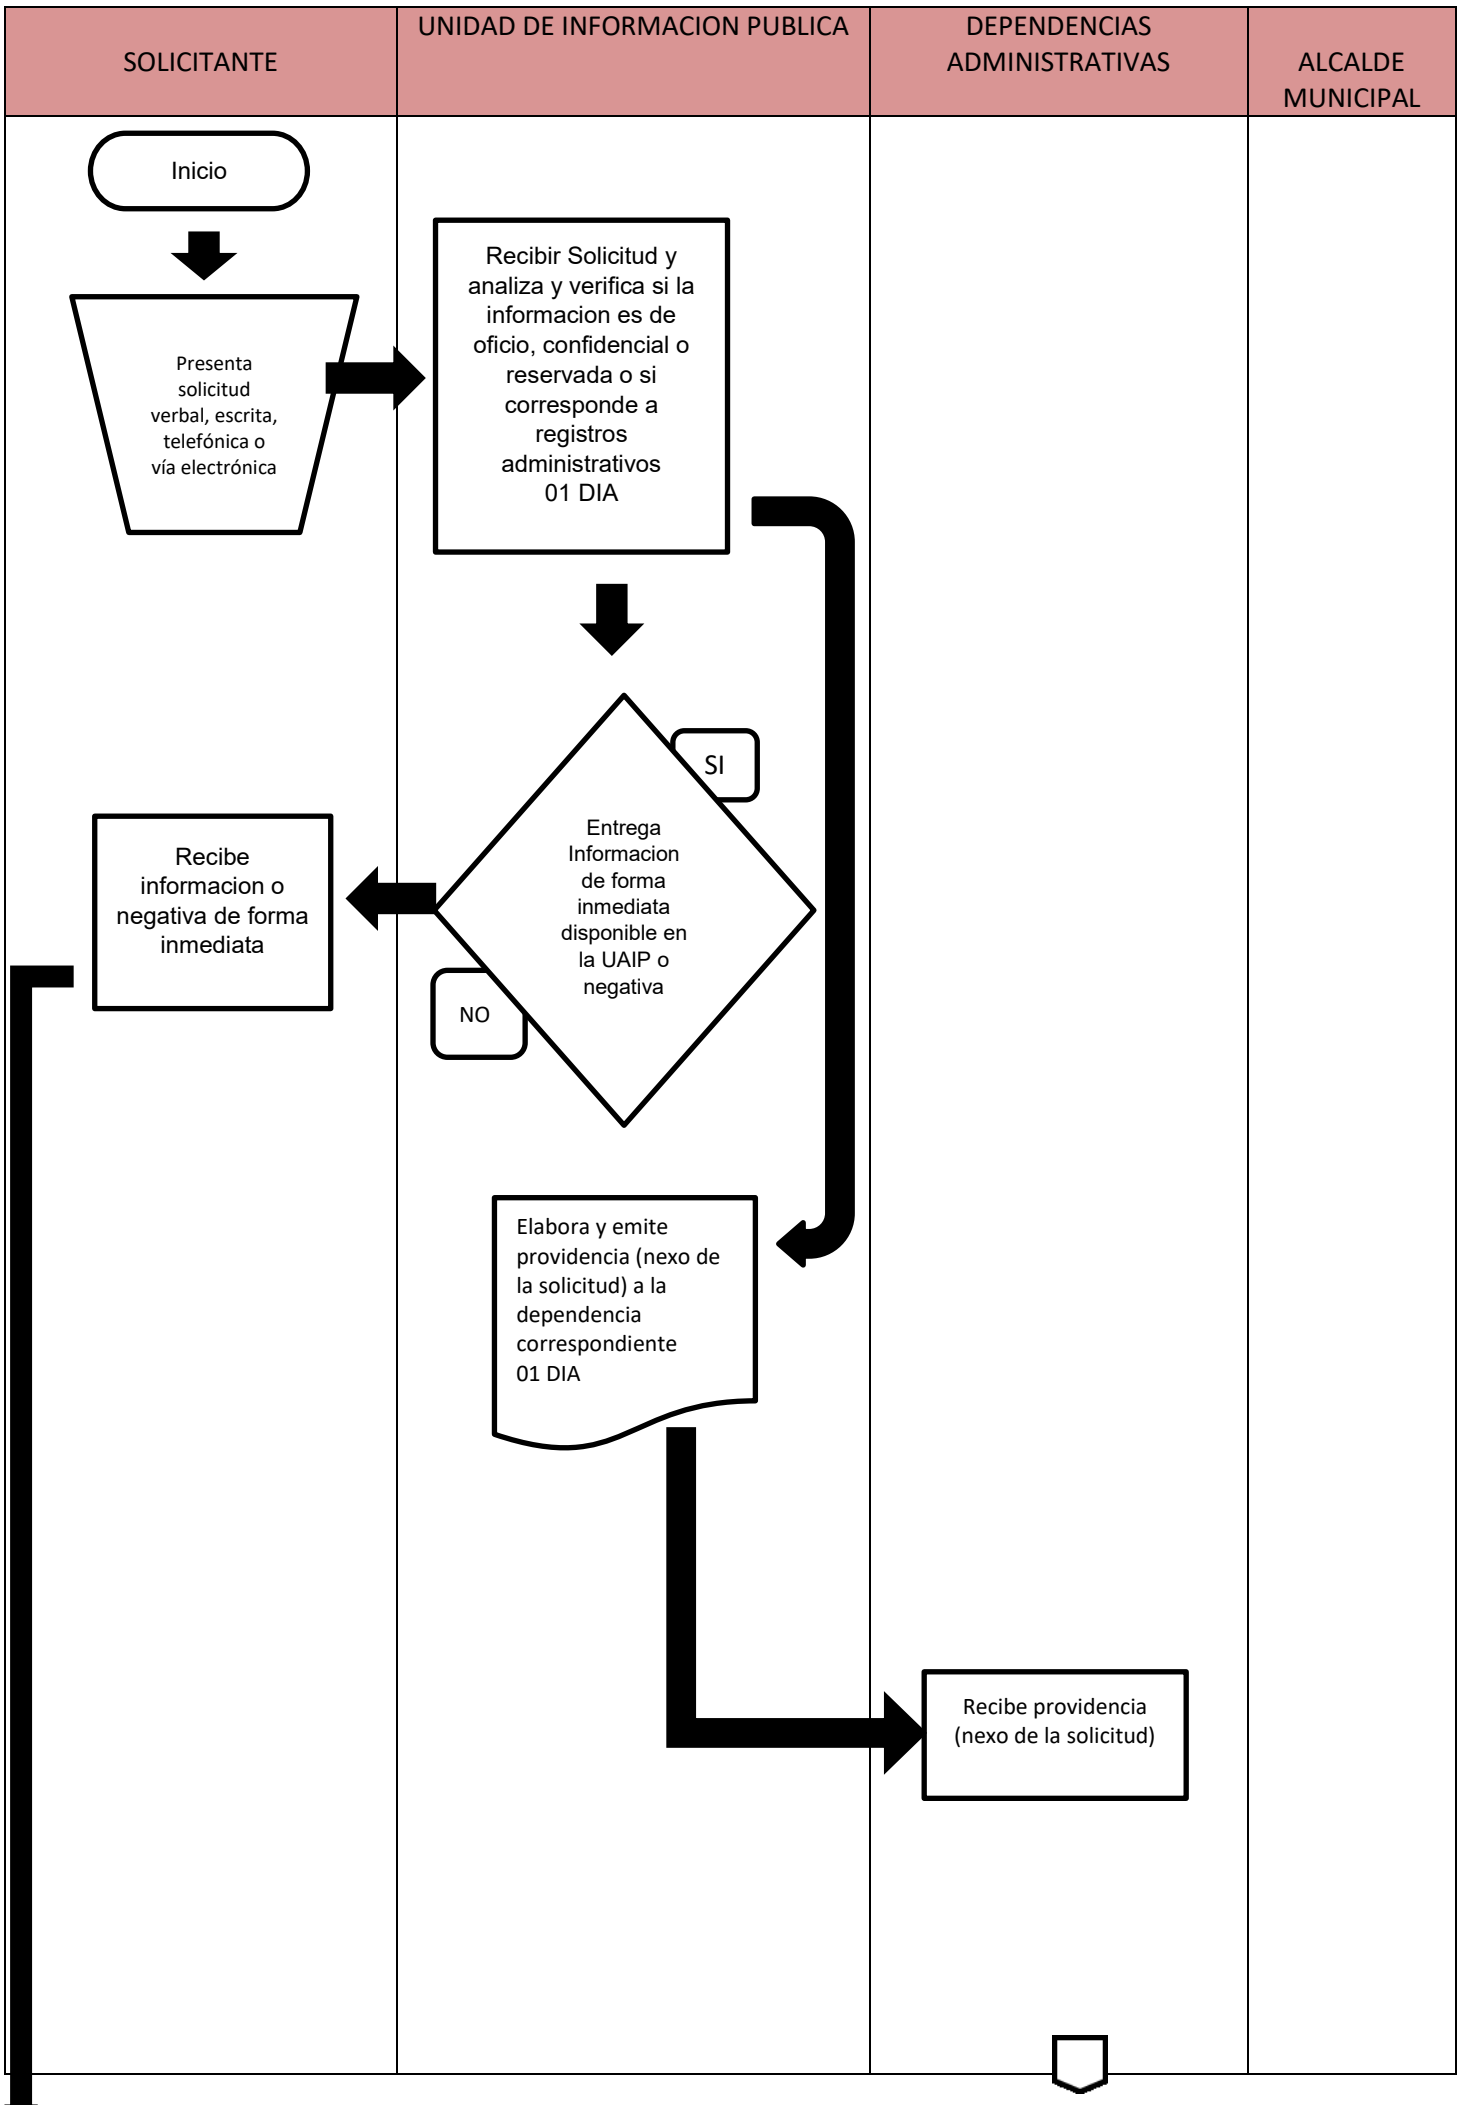 SOLICITANTE
UNIDAD DE INFORMACION PUBLICA
DEPENDENCIAS
ADMINISTRATIVAS
ALCALDE
MUNICIPAL
Inicio
Presenta
solicitud
verbal, escrita,
telefónica o
vía electrónica
Recibir Solicitud y
analiza y verifica si la
informacion es de
oficio, confidencial o
reservada o si
corresponde a
registros
administrativos
01 DIA
SI
Entrega
Informacion
de forma
inmediata
disponible en
la UAIP o
negativa
NO
Recibe
informacion o
negativa de forma
inmediata
Elabora y emite
providencia (nexo de
la solicitud) a la
dependencia
correspondiente
01 DIA
Recibe providencia
(nexo de la solicitud)